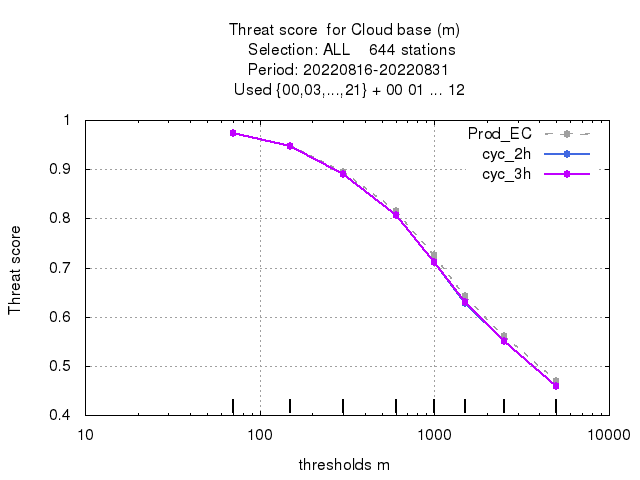 Threat score  for Cloud base (m)
Selection: ALL    644 stations
Period: 20220816-20220831
Used {00,03,...,21} + 00 01 ... 12
Prod_EC
cyc_2h
cyc_3h
Threat score
1
0.9
0.8
0.7
0.6
0.5
0.4
10
100
1000
10000
thresholds m